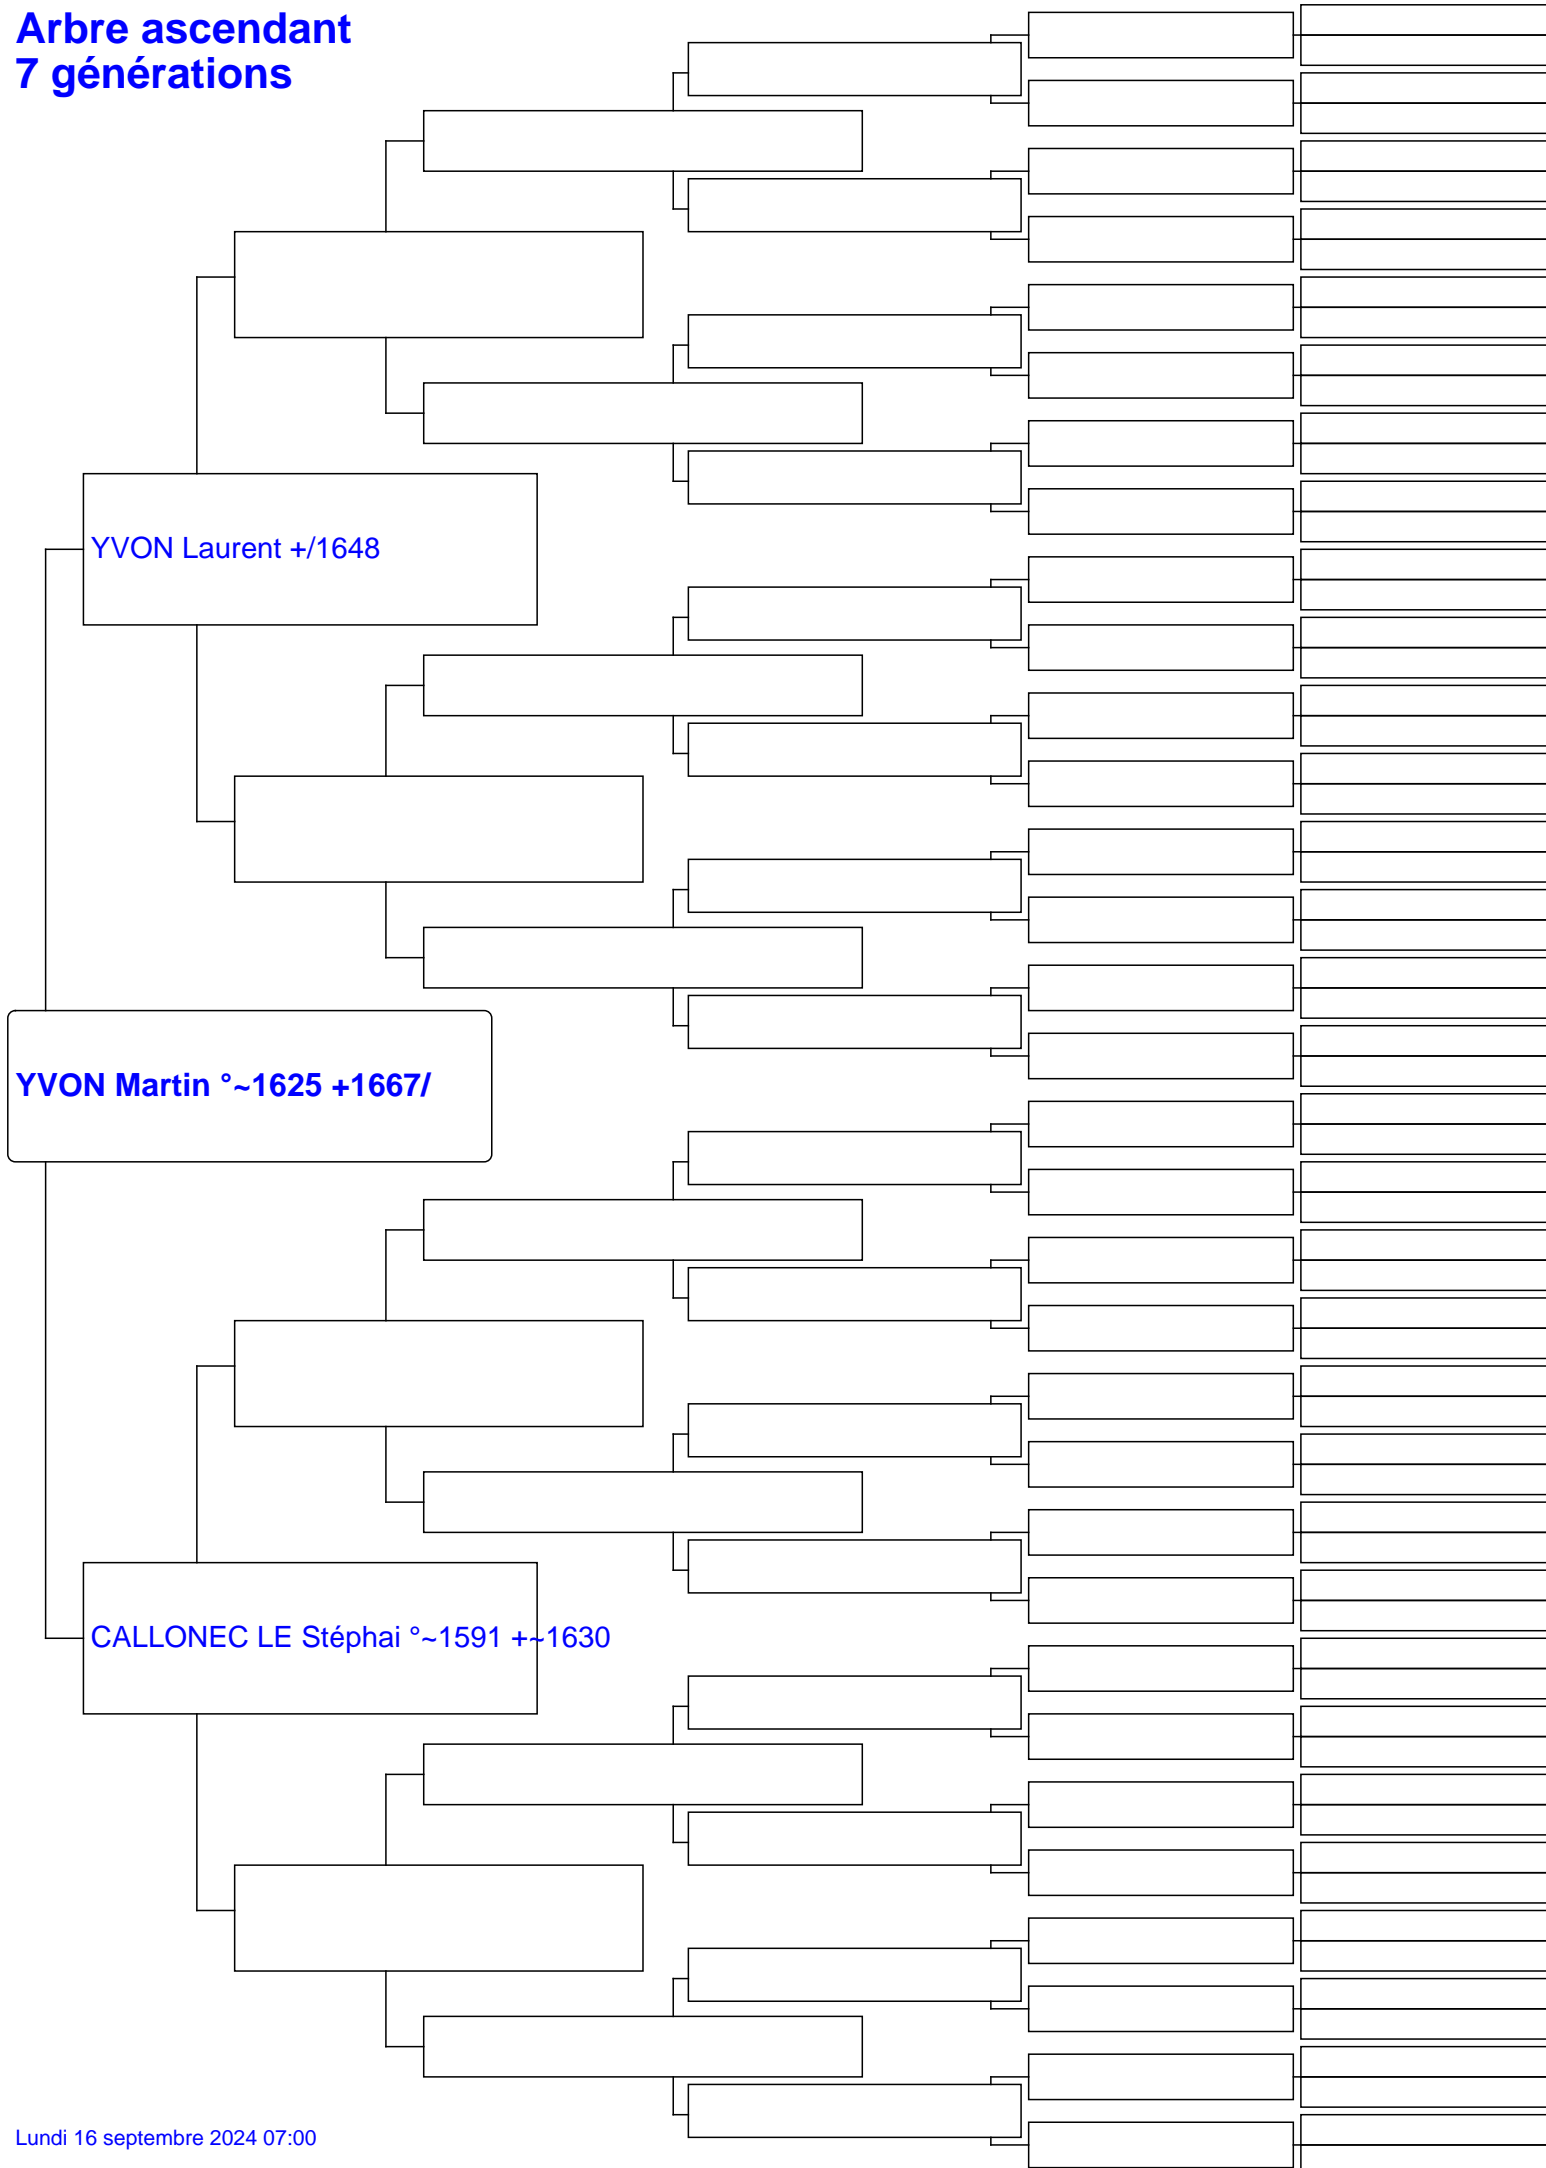 Arbre ascendant
7 générations
YVON Laurent +/1648
YVON Martin °~1625 +1667/
CALLONEC LE Stéphai °~1591 +~1630
Lundi 16 septembre 2024 07:00